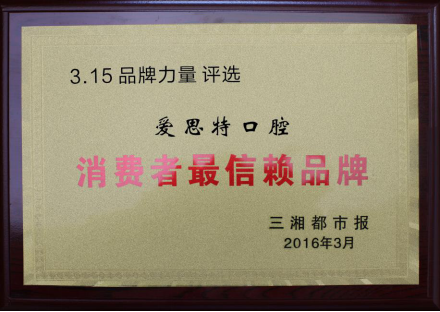 3.15 品牌力量 评选
爱思特口腔
消费者最信赖品牌
三湘都市报
2016年3月